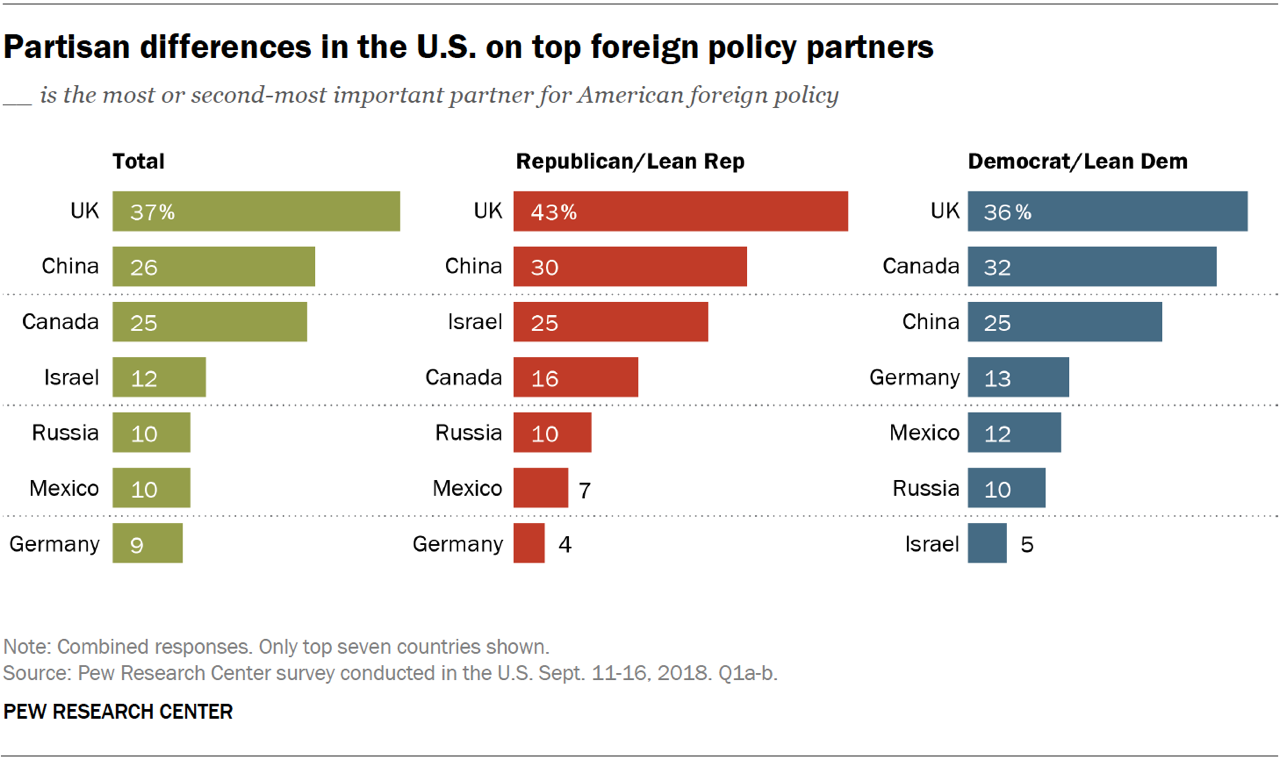 Partisan differences in the U.S. on top foreign policy partners
__ is the most or second-most important partner for American foreign policy
Total
UK 37%
China 26
Canada 25
Israel 12
Russia 10
Mexico 10
Germany 9
Republican/Lean Rep
UK 43%
China 30
Israel 25
Canada 16
Russia 10
Mexico 7
Germany 4
Democrat/Lean Dem
UK 36%
Canada 32
China 25
Germany 13
Mexico 12
Russia 10
Israel 5
Note: Combined responses. Only top seven countries shown.
Source: Pew Research Center survey conducted in the U.S. Sept. 11-16, 2018. Q1a-b.
PEW RESEARCH CENTER